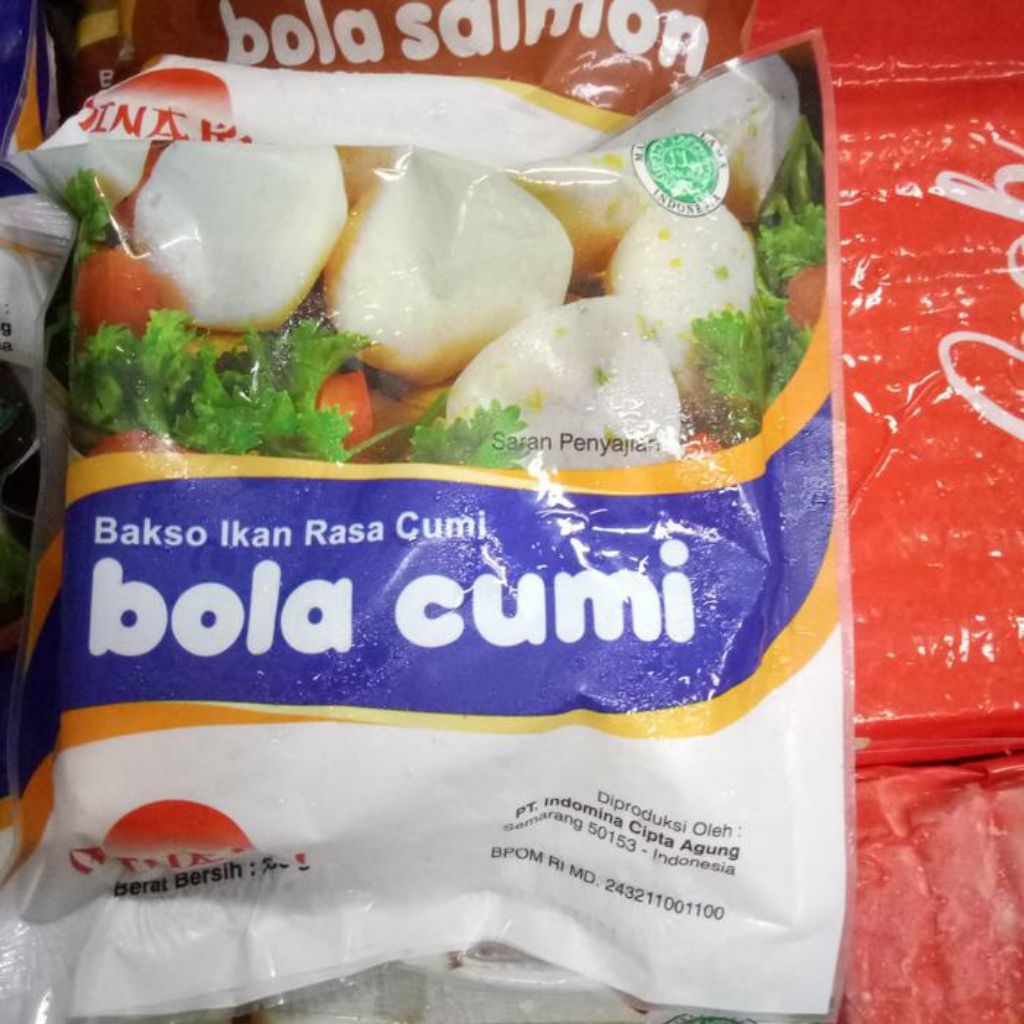 bola salmon
INDONESIA
Saran Penyajian
Bakso Ikan Rasa Cumi
bola cumi
Diproduksi Oleh :
PT. Indomina Cipta Agung
Semarang 50153 - Indonesia
BPOM RI MD. 243211001100
Berat Bersih :